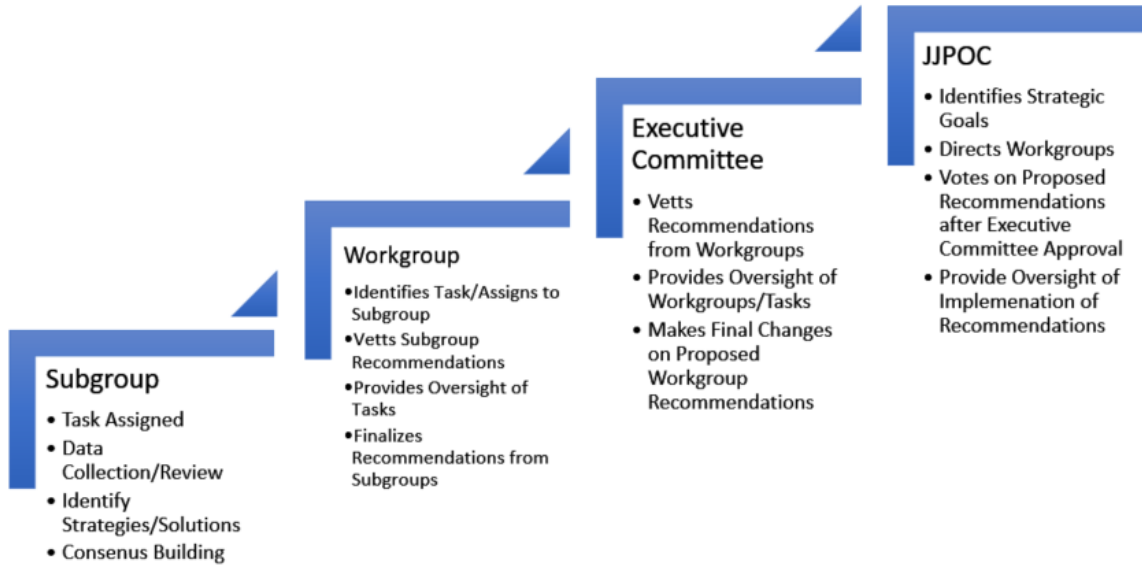 Subgroup
• Task Assigned
• Data
Collection/Review
• Identify
Strategies/Solutions
• Consenus Building
Workgroup
•Identifies Task/Assigns to
Subgroup
•Vetts Subgroup
Recommendations
•Provides Oversight of
Tasks
•Finalizes
Recommendations from
Subgroups
Executive
Committee
• Vetts
Recommendations
from Workgroups
• Provides Oversight of
Workgroups/Tasks
• Makes Final Changes
on Proposed
Workgroup
Recommendations
JJPOC
• Identifies Strategic
Goals
• Directs Workgroups
• Votes on Proposed
Recommendations
after Executive
Committee Approval
• Provide Oversight of
Implemenation of
Recommendations